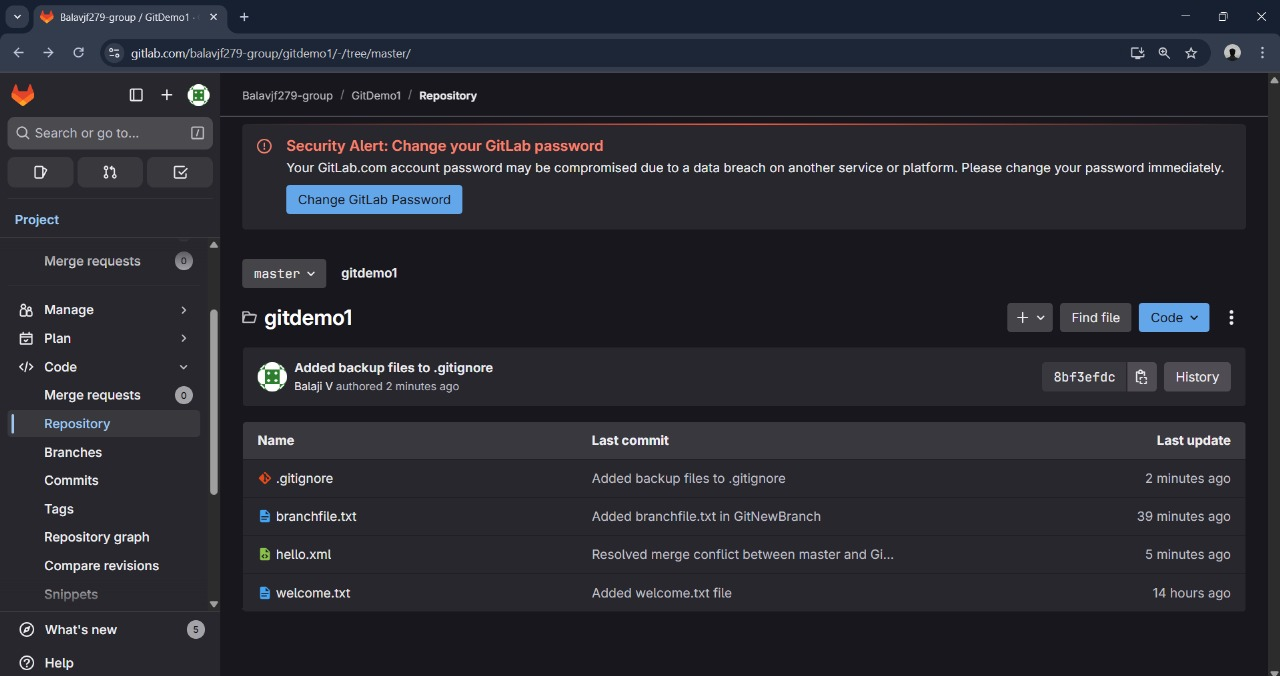 Balavjf279-group / GitDemo1 ·
gitlab.com/balavjf279-group/gitdemo1/-/tree/master/
Search or go to... /
Project
Merge requests 0
Manage
Plan
Code
Merge requests 0
Repository
Branches
Commits
Tags
Repository graph
Compare revisions
Snippets
What's new 5
Help
Balavjf279-group / GitDemo1 / Repository
Security Alert: Change your GitLab password
Your GitLab.com account password may be compromised due to a data breach on another service or platform. Please change your password immediately.
Change GitLab Password
master gitdemo1
gitdemo1
Find file Code
Added backup files to .gitignore
Balaji V authored 2 minutes ago
8bf3efdc History
Name Last commit Last update
.gitignore Added backup files to .gitignore 2 minutes ago
branchfile.txt Added branchfile.txt in GitNewBranch 39 minutes ago
hello.xml Resolved merge conflict between master and Gi... 5 minutes ago
welcome.txt Added welcome.txt file 14 hours ago